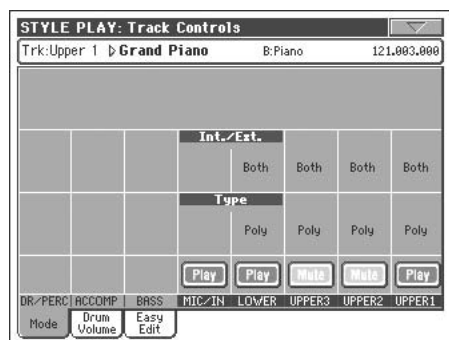 STYLE PLAY: Track Controls
Trk:Upper 1 Grand Piano B:Piano 121.003.000
Int./Ext.
Both Both Both Both
Type
Poly Poly Poly Poly
Play Play Mute Mute Play
DR/PERC ACCOMP BASS MIC/IN LOWER UPPER3 UPPER2 UPPER1
Mode Drum Volume Easy Edit